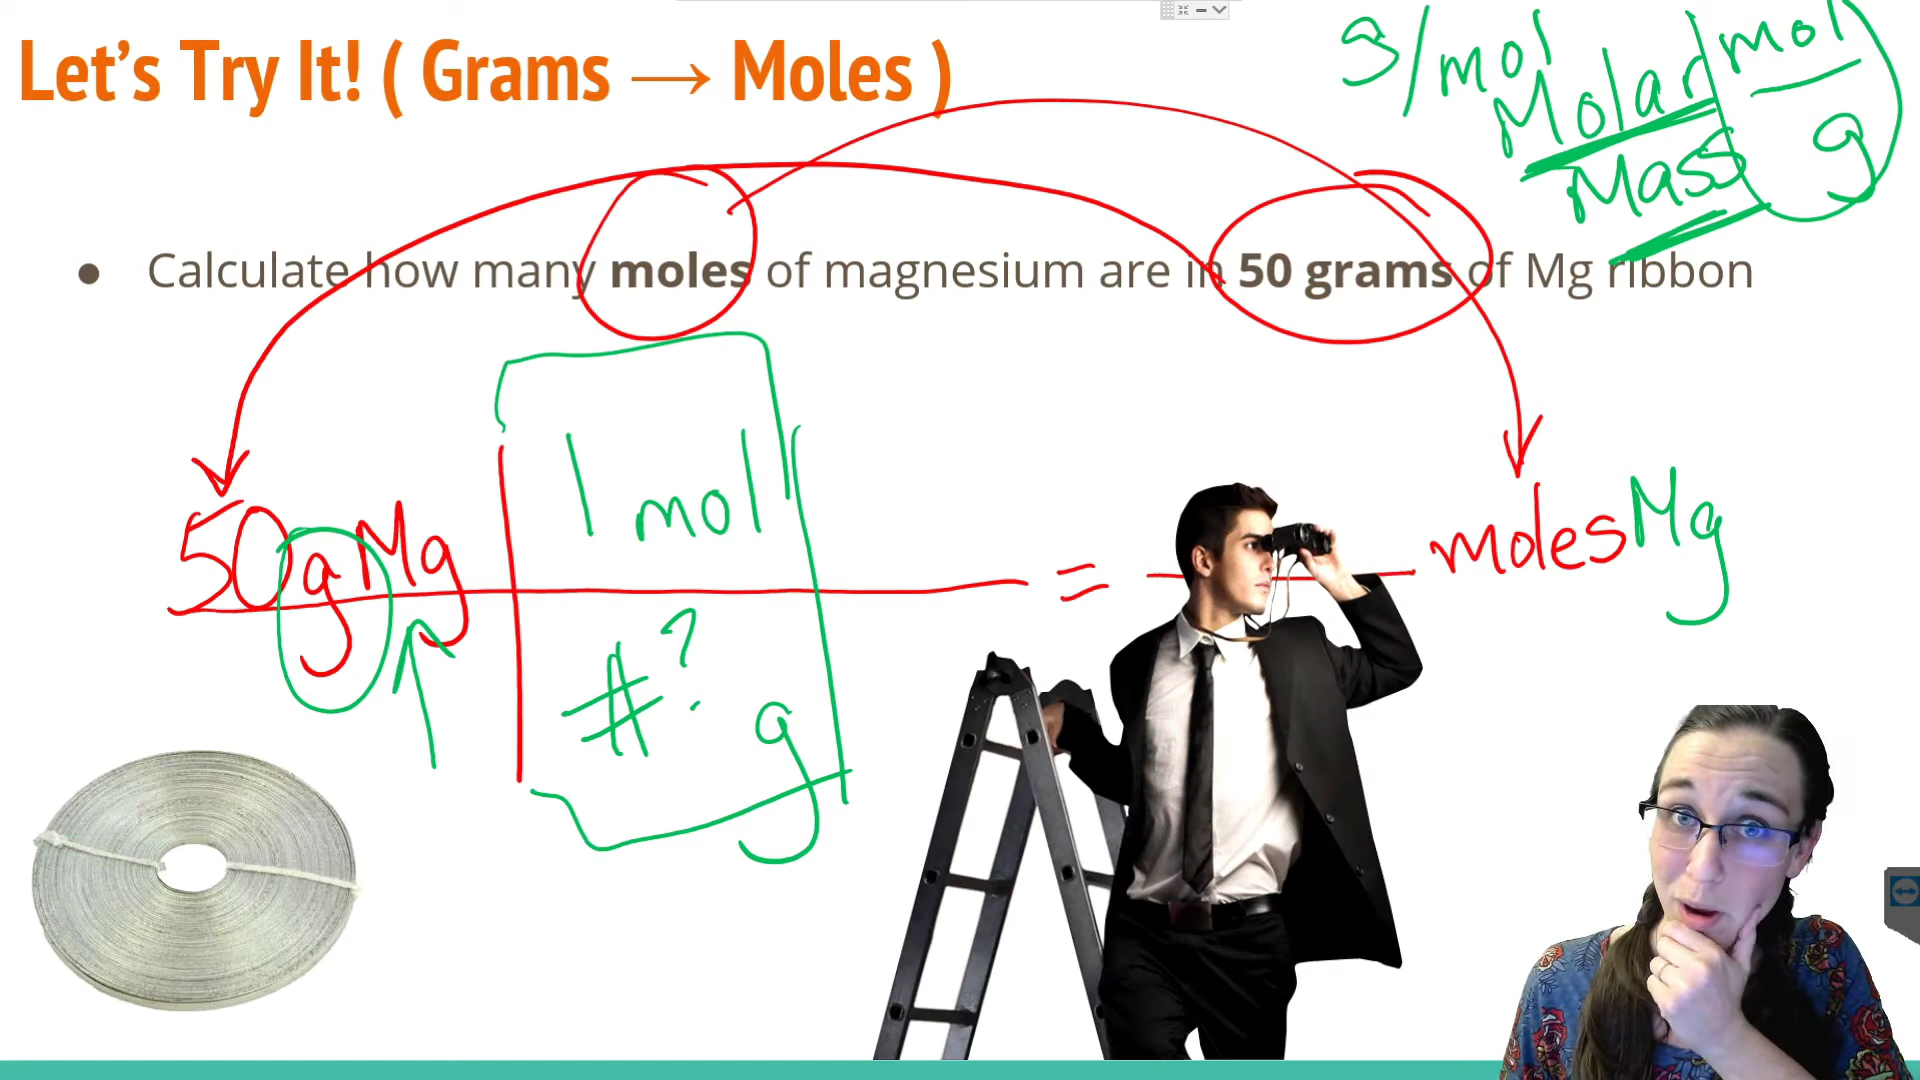 Let's Try It! ( Grams → Moles )
g/mol
Molar
Mass
mol
g
● Calculate how many moles of magnesium are in 50 grams of Mg ribbon
50g Mg
1 mol
#? g
=
moles Mg